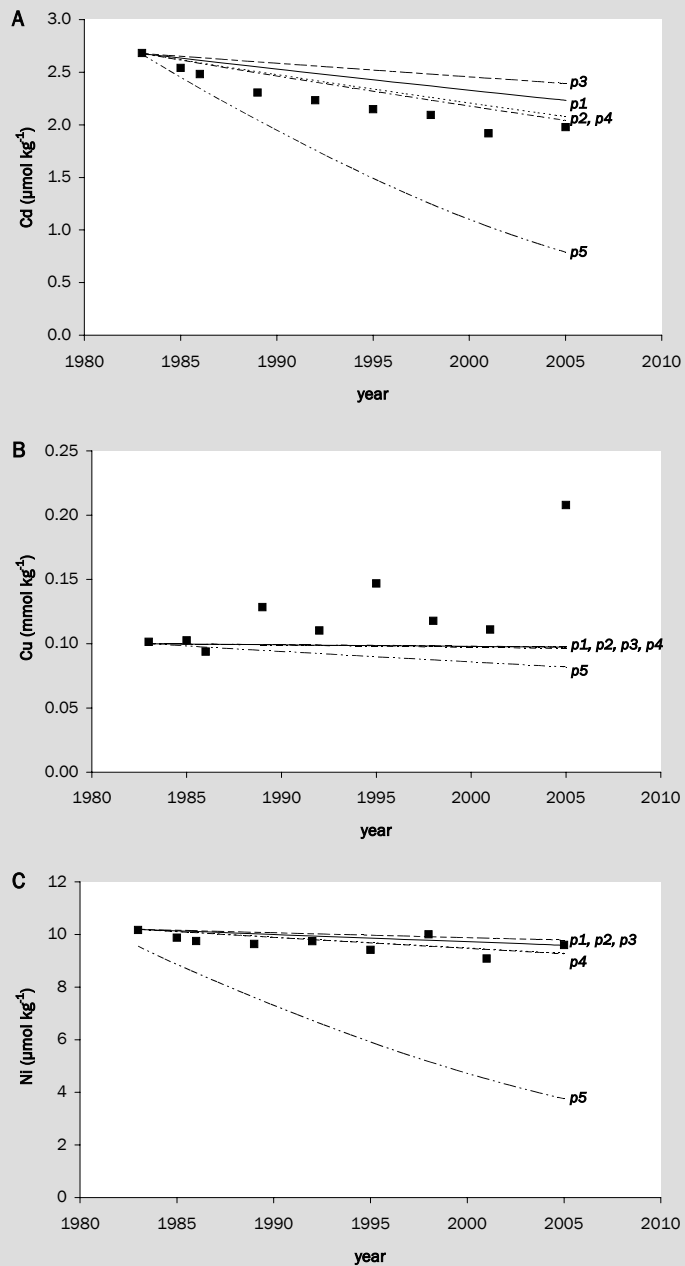 A
Cd (µmol kg⁻¹)
3.0
2.5
2.0
1.5
1.0
0.5
0.0
p3
p1
p2, p4
p5
1980 1985 1990 1995 2000 2005 2010
year
B
Cu (mmol kg⁻¹)
0.25
0.20
0.15
0.10
0.05
0.00
p1, p2, p3, p4
p5
1980 1985 1990 1995 2000 2005 2010
year
C
Ni (µmol kg⁻¹)
12
10
8
6
4
2
0
p1, p2, p3
p4
p5
1980 1985 1990 1995 2000 2005 2010
year